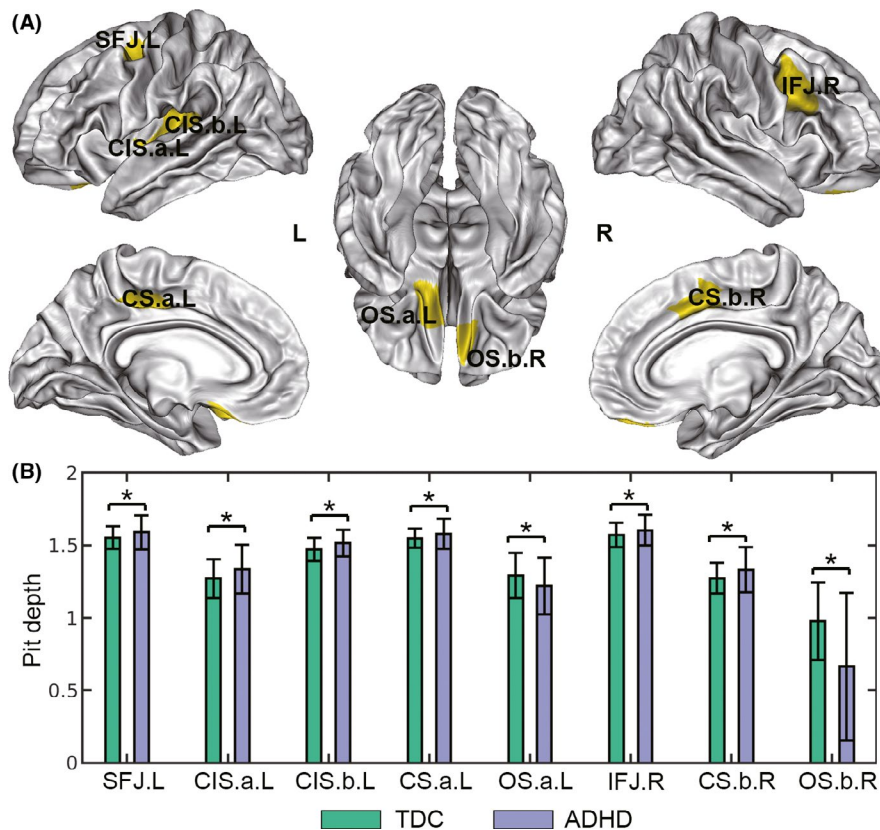 (A)
SFJ.L
CIS.b.L
CIS.a.L
IFJ.R
L
R
CS.a.L
OS.a.L
OS.b.R
CS.b.R
(B)
Pit depth
2
1.5
1
0.5
0
* * * * * * * *
SFJ.L CIS.a.L CIS.b.L CS.a.L OS.a.L IFJ.R CS.b.R OS.b.R
TDC ADHD